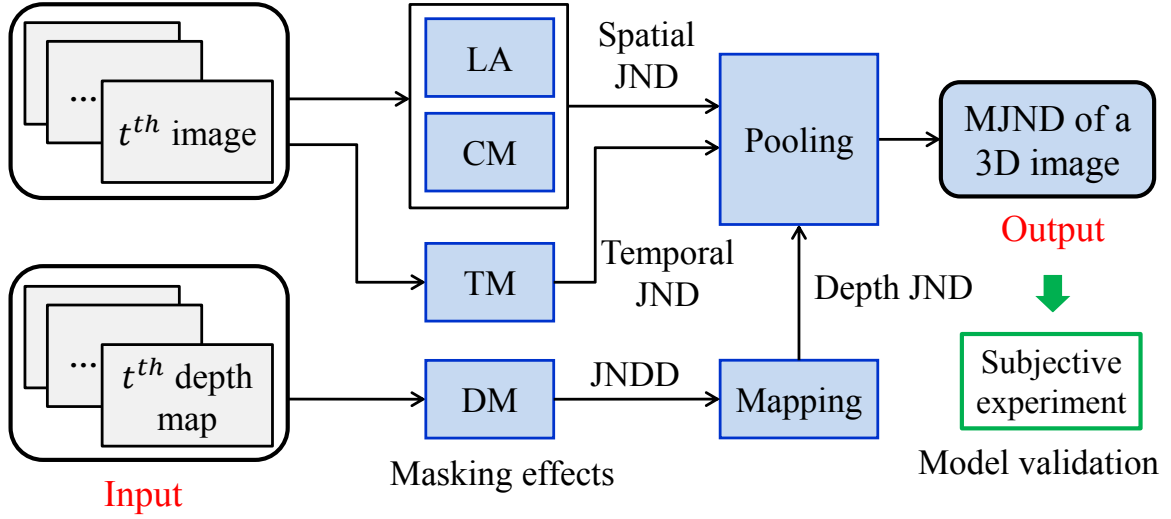 ...
t^th image
...
t^th depth
map
Input
LA
CM
TM
DM
Masking effects
Spatial
JND
Temporal
JND
JNDD
Pooling
Depth JND
Mapping
MJND of a
3D image
Output
Subjective
experiment
Model validation